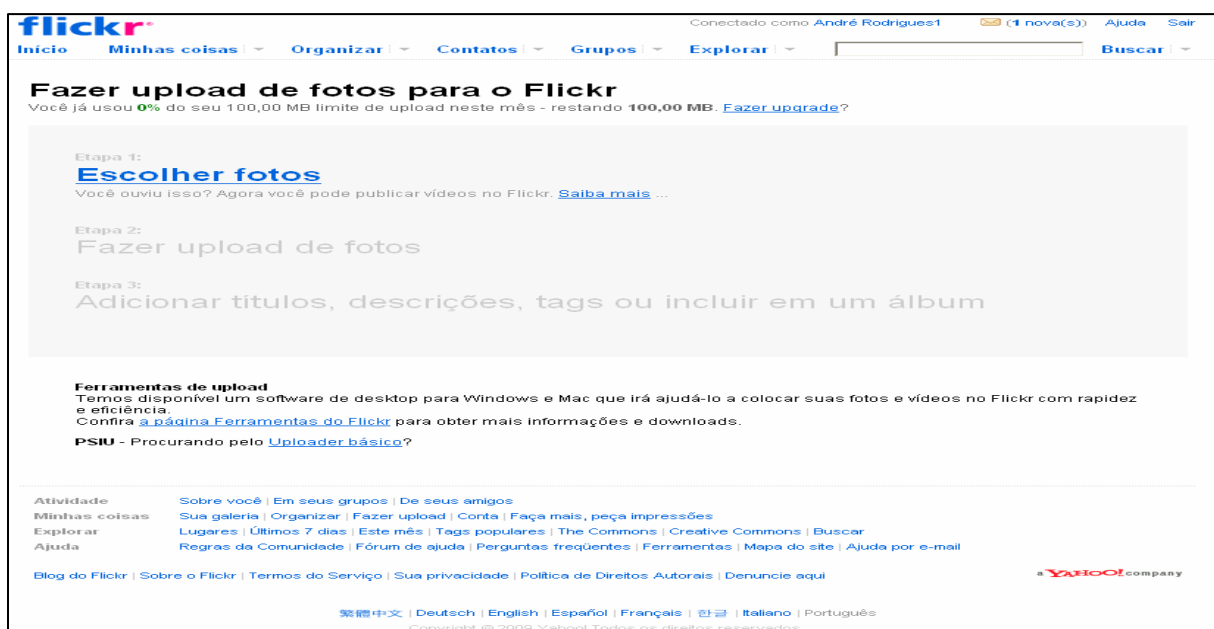 flickr
Conectado como André Rodrigues1 (1 nova(s)) Ajuda Sair
Início Minhas coisas Organizar Contatos Grupos Explorar Buscar
Fazer upload de fotos para o Flickr
Você já usou 0% do seu 100,00 MB limite de upload neste mês - restando 100,00 MB. Fazer upgrade?
Etapa 1:
Escolher fotos
Você ouviu isso? Agora você pode publicar vídeos no Flickr. Saiba mais ...
Etapa 2:
Fazer upload de fotos
Etapa 3:
Adicionar títulos, descrições, tags ou incluir em um álbum
Ferramentas de upload
Temos disponível um software de desktop para Windows e Mac que irá ajudá-lo a colocar suas fotos e vídeos no Flickr com rapidez
e eficiência.
Confira a página Ferramentas do Flickr para obter mais informações e downloads.
PSIU - Procurando pelo Uploader básico?
Atividade Sobre você | Em seus grupos | De seus amigos
Minhas coisas Sua galeria | Organizar | Fazer upload | Conta | Faça mais, peça impressões
Explorar Lugares | Últimos 7 dias | Este mês | Tags populares | The Commons | Creative Commons | Buscar
Ajuda Regras da Comunidade | Fórum de ajuda | Perguntas freqüentes | Ferramentas | Mapa do site | Ajuda por e-mail
Blog do Flickr | Sobre o Flickr | Termos do Serviço | Sua privacidade | Política de Direitos Autorais | Denuncie aqui
a YAHOO! company
繁體中文 | Deutsch | English | Español | Français | 한글 | Italiano | Português
Copyright © 2009 Yahoo! Todos os direitos reservados.